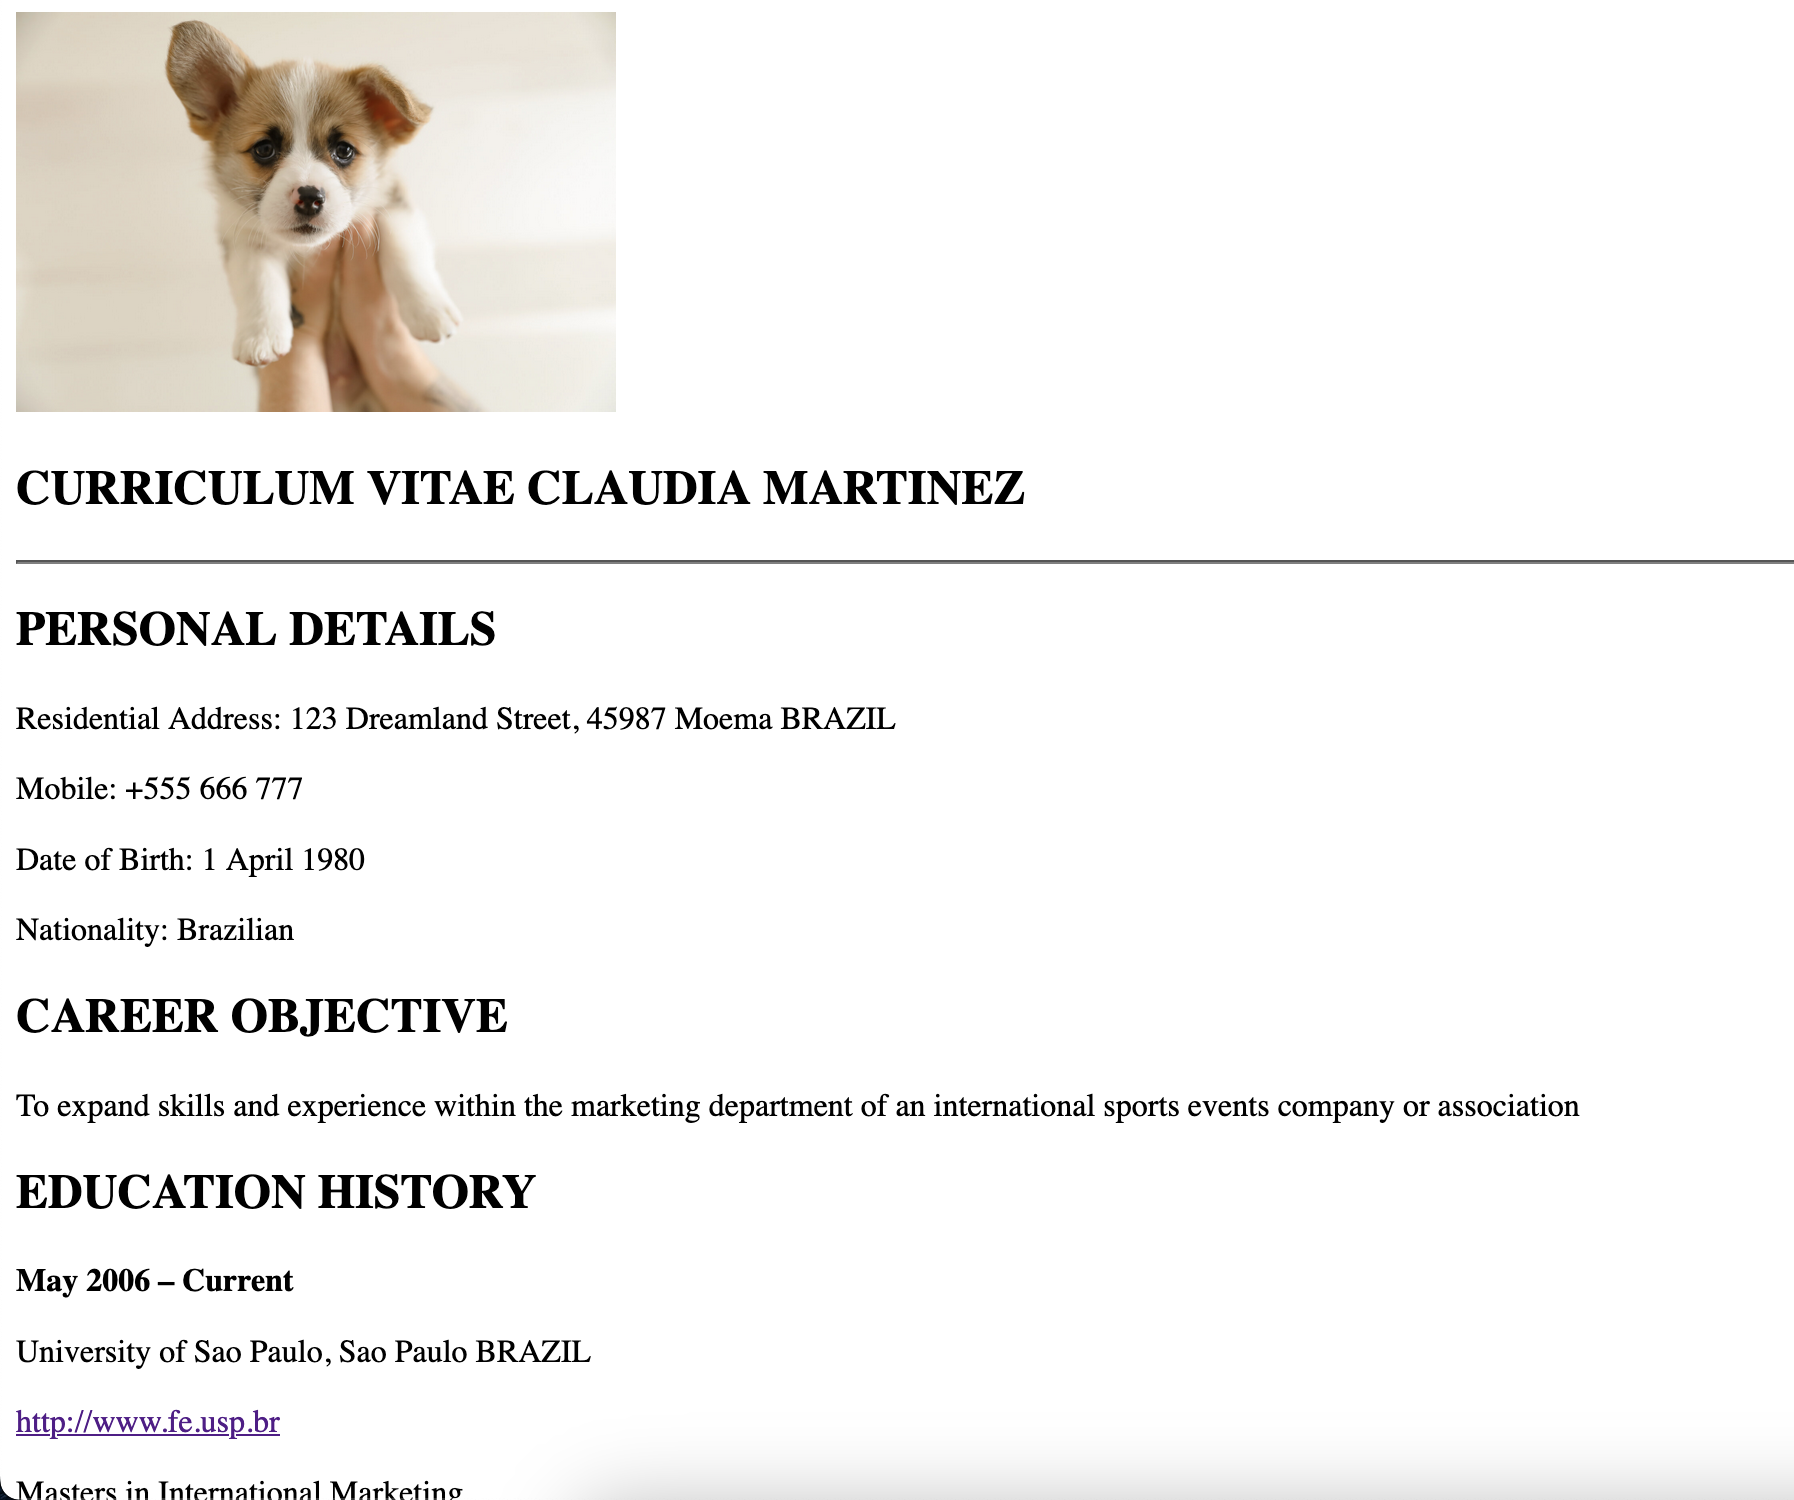 CURRICULUM VITAE CLAUDIA MARTINEZ
PERSONAL DETAILS
Residential Address: 123 Dreamland Street, 45987 Moema BRAZIL
Mobile: +555 666 777
Date of Birth: 1 April 1980
Nationality: Brazilian
CAREER OBJECTIVE
To expand skills and experience within the marketing department of an international sports events company or association
EDUCATION HISTORY
May 2006 – Current
University of Sao Paulo, Sao Paulo BRAZIL
http://www.fe.usp.br
Masters in International Marketing